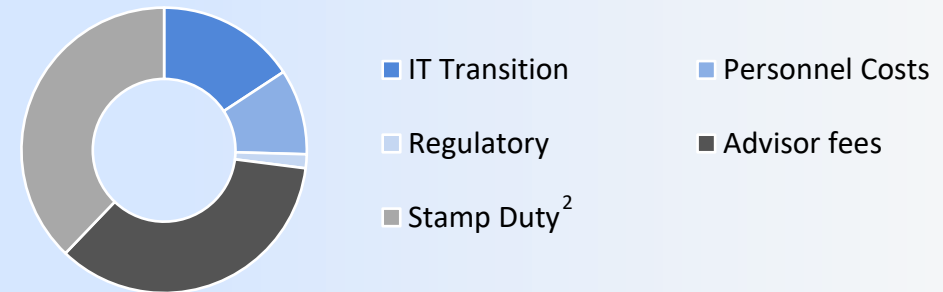 IT Transition
Personnel Costs
Regulatory
Advisor fees
Stamp Duty²